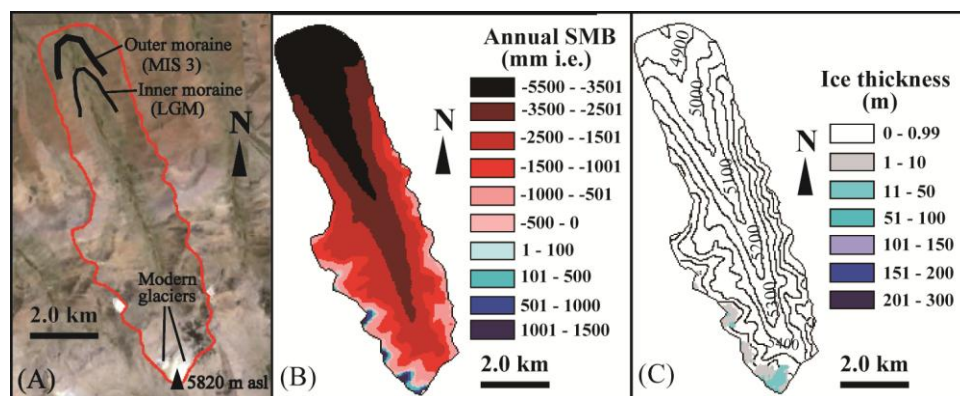 Outer moraine
(MIS 3)
Inner moraine
(LGM)
N
Modern
glaciers
2.0 km
5820 m asl
(A)
Annual SMB
(mm i.e.)
N
-5500 - -3501
-3500 - -2501
-2500 - -1501
-1500 - -1001
-1000 - -501
-500 - 0
1 - 100
101 - 500
501 - 1000
1001 - 1500
2.0 km
(B)
Ice thickness
(m)
N
0 - 0.99
1 - 10
11 - 50
51 - 100
101 - 150
151 - 200
201 - 300
4900
5000
5100
5200
5300
5400
2.0 km
(C)